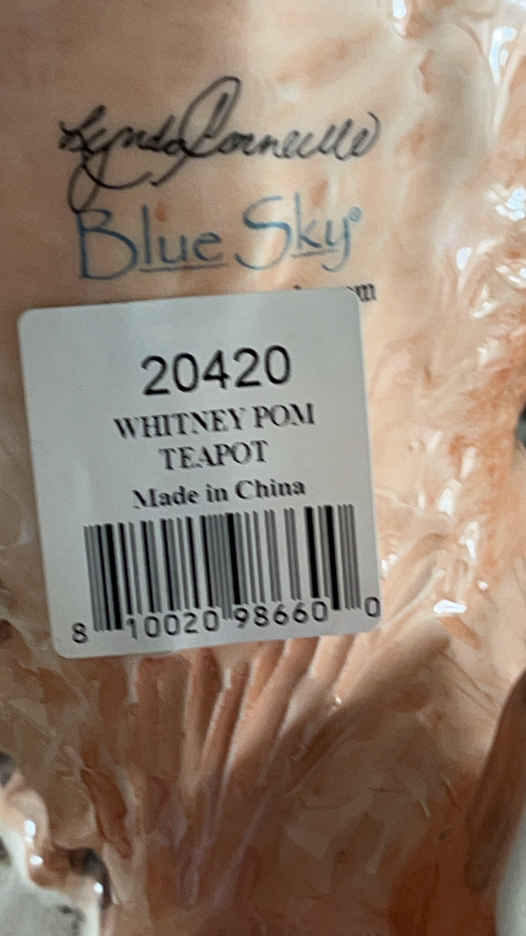 Lynda Corneille
Blue Sky®
20420
WHITNEY POM
TEAPOT
Made in China
8 10020 98660 0